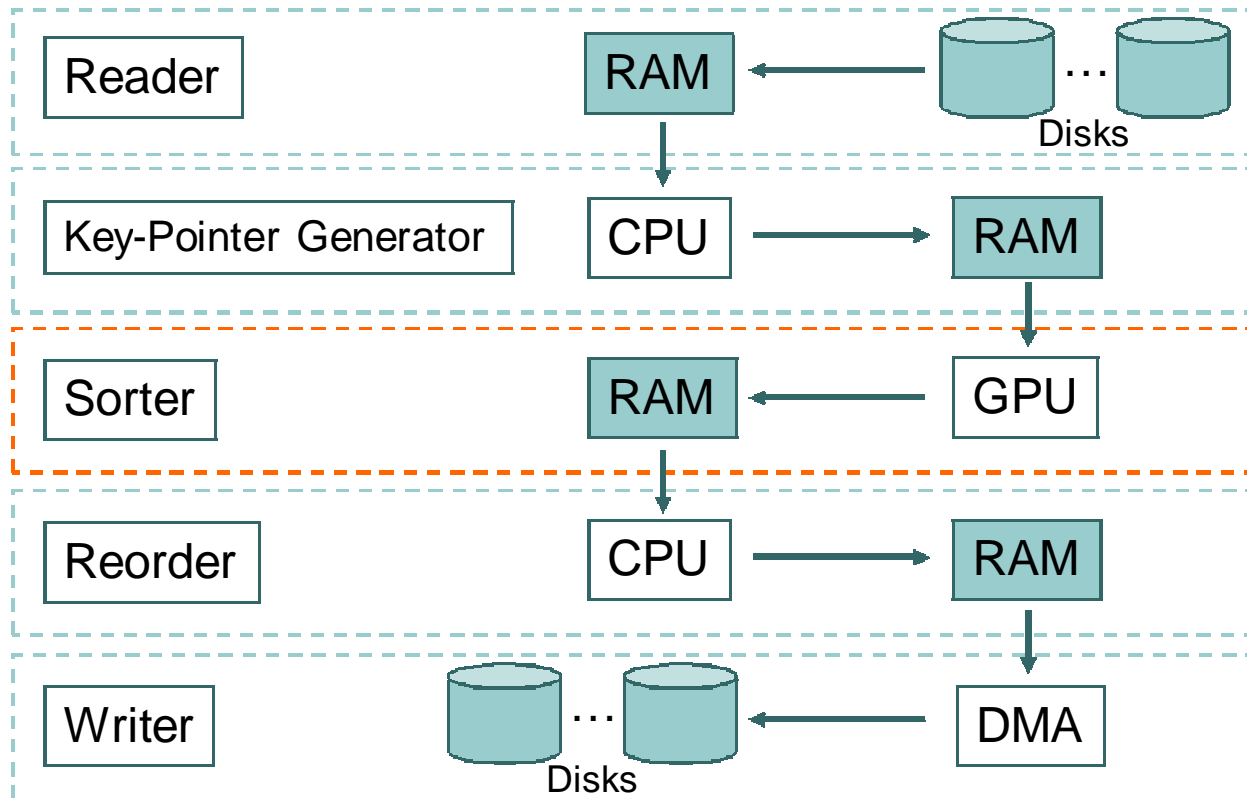 Reader
RAM
...
Disks
Key-Pointer Generator
CPU
RAM
Sorter
RAM
GPU
Reorder
CPU
RAM
Writer
...
Disks
DMA